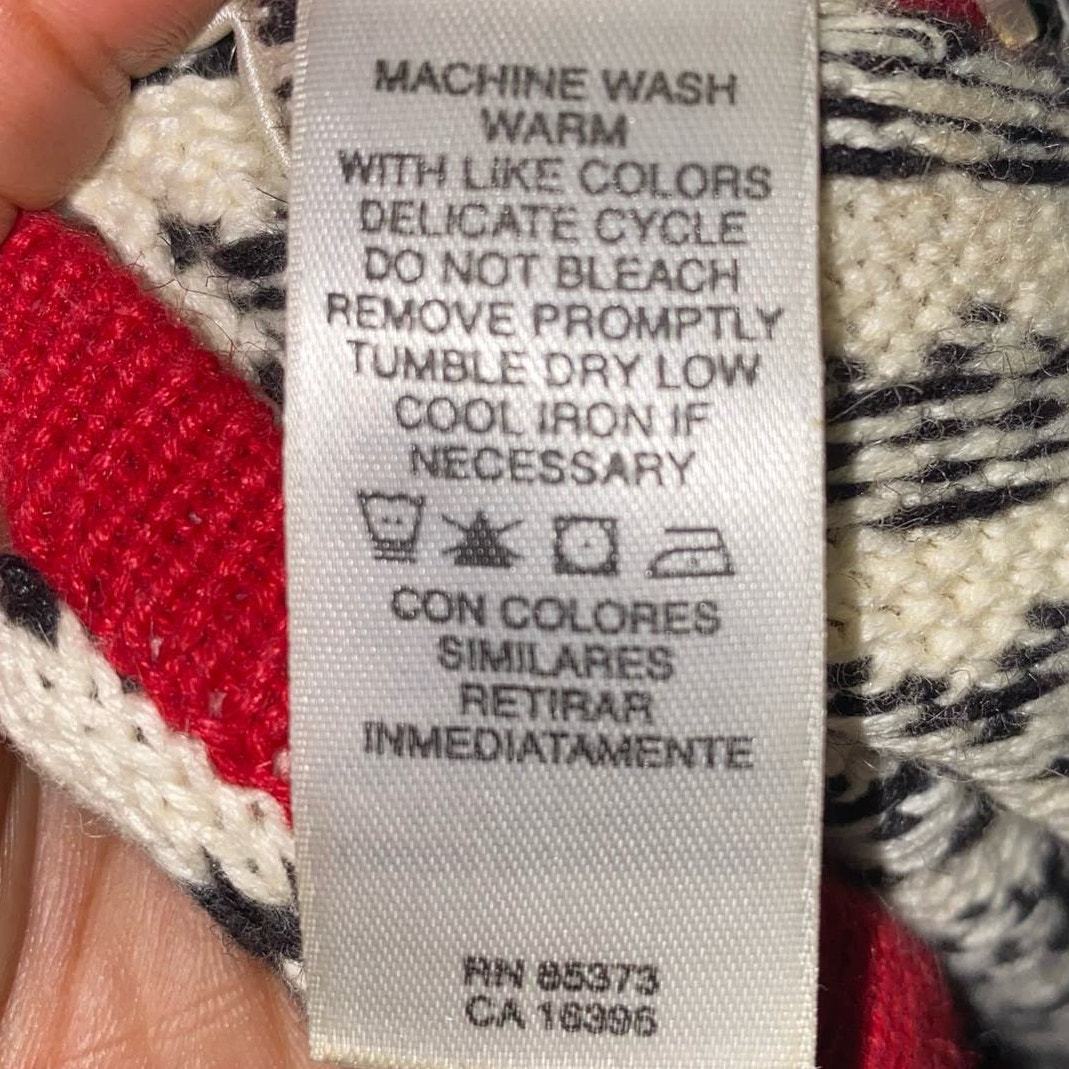 MACHINE WASH
WARM
WITH LIKE COLORS
DELICATE CYCLE
DO NOT BLEACH
REMOVE PROMPTLY
TUMBLE DRY LOW
COOL IRON IF
NECESSARY
CON COLORES
SIMILARES
RETIRAR
INMEDIATAMENTE
RN 85373
CA 16396